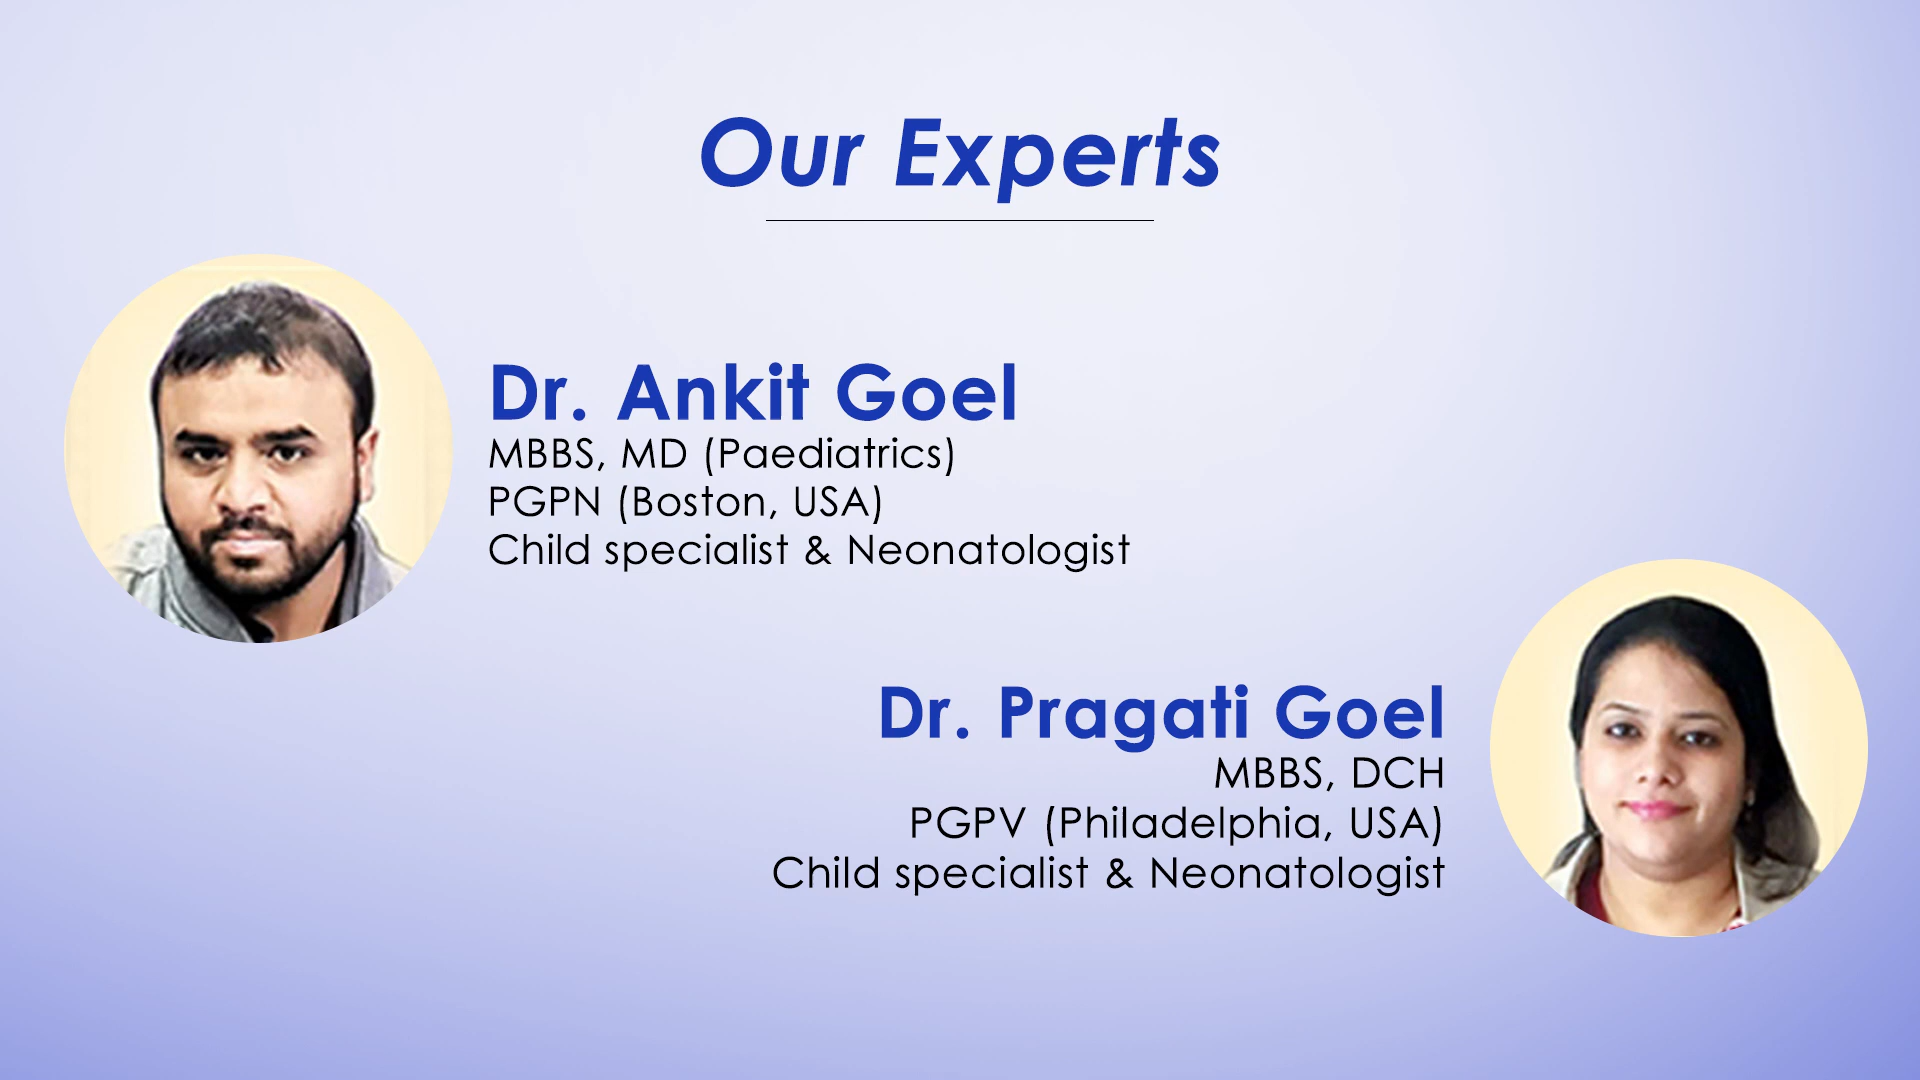 Our Experts
Dr. Ankit Goel
MBBS, MD (Paediatrics)
PGPN (Boston, USA)
Child specialist & Neonatologist
Dr. Pragati Goel
MBBS, DCH
PGPV (Philadelphia, USA)
Child specialist & Neonatologist